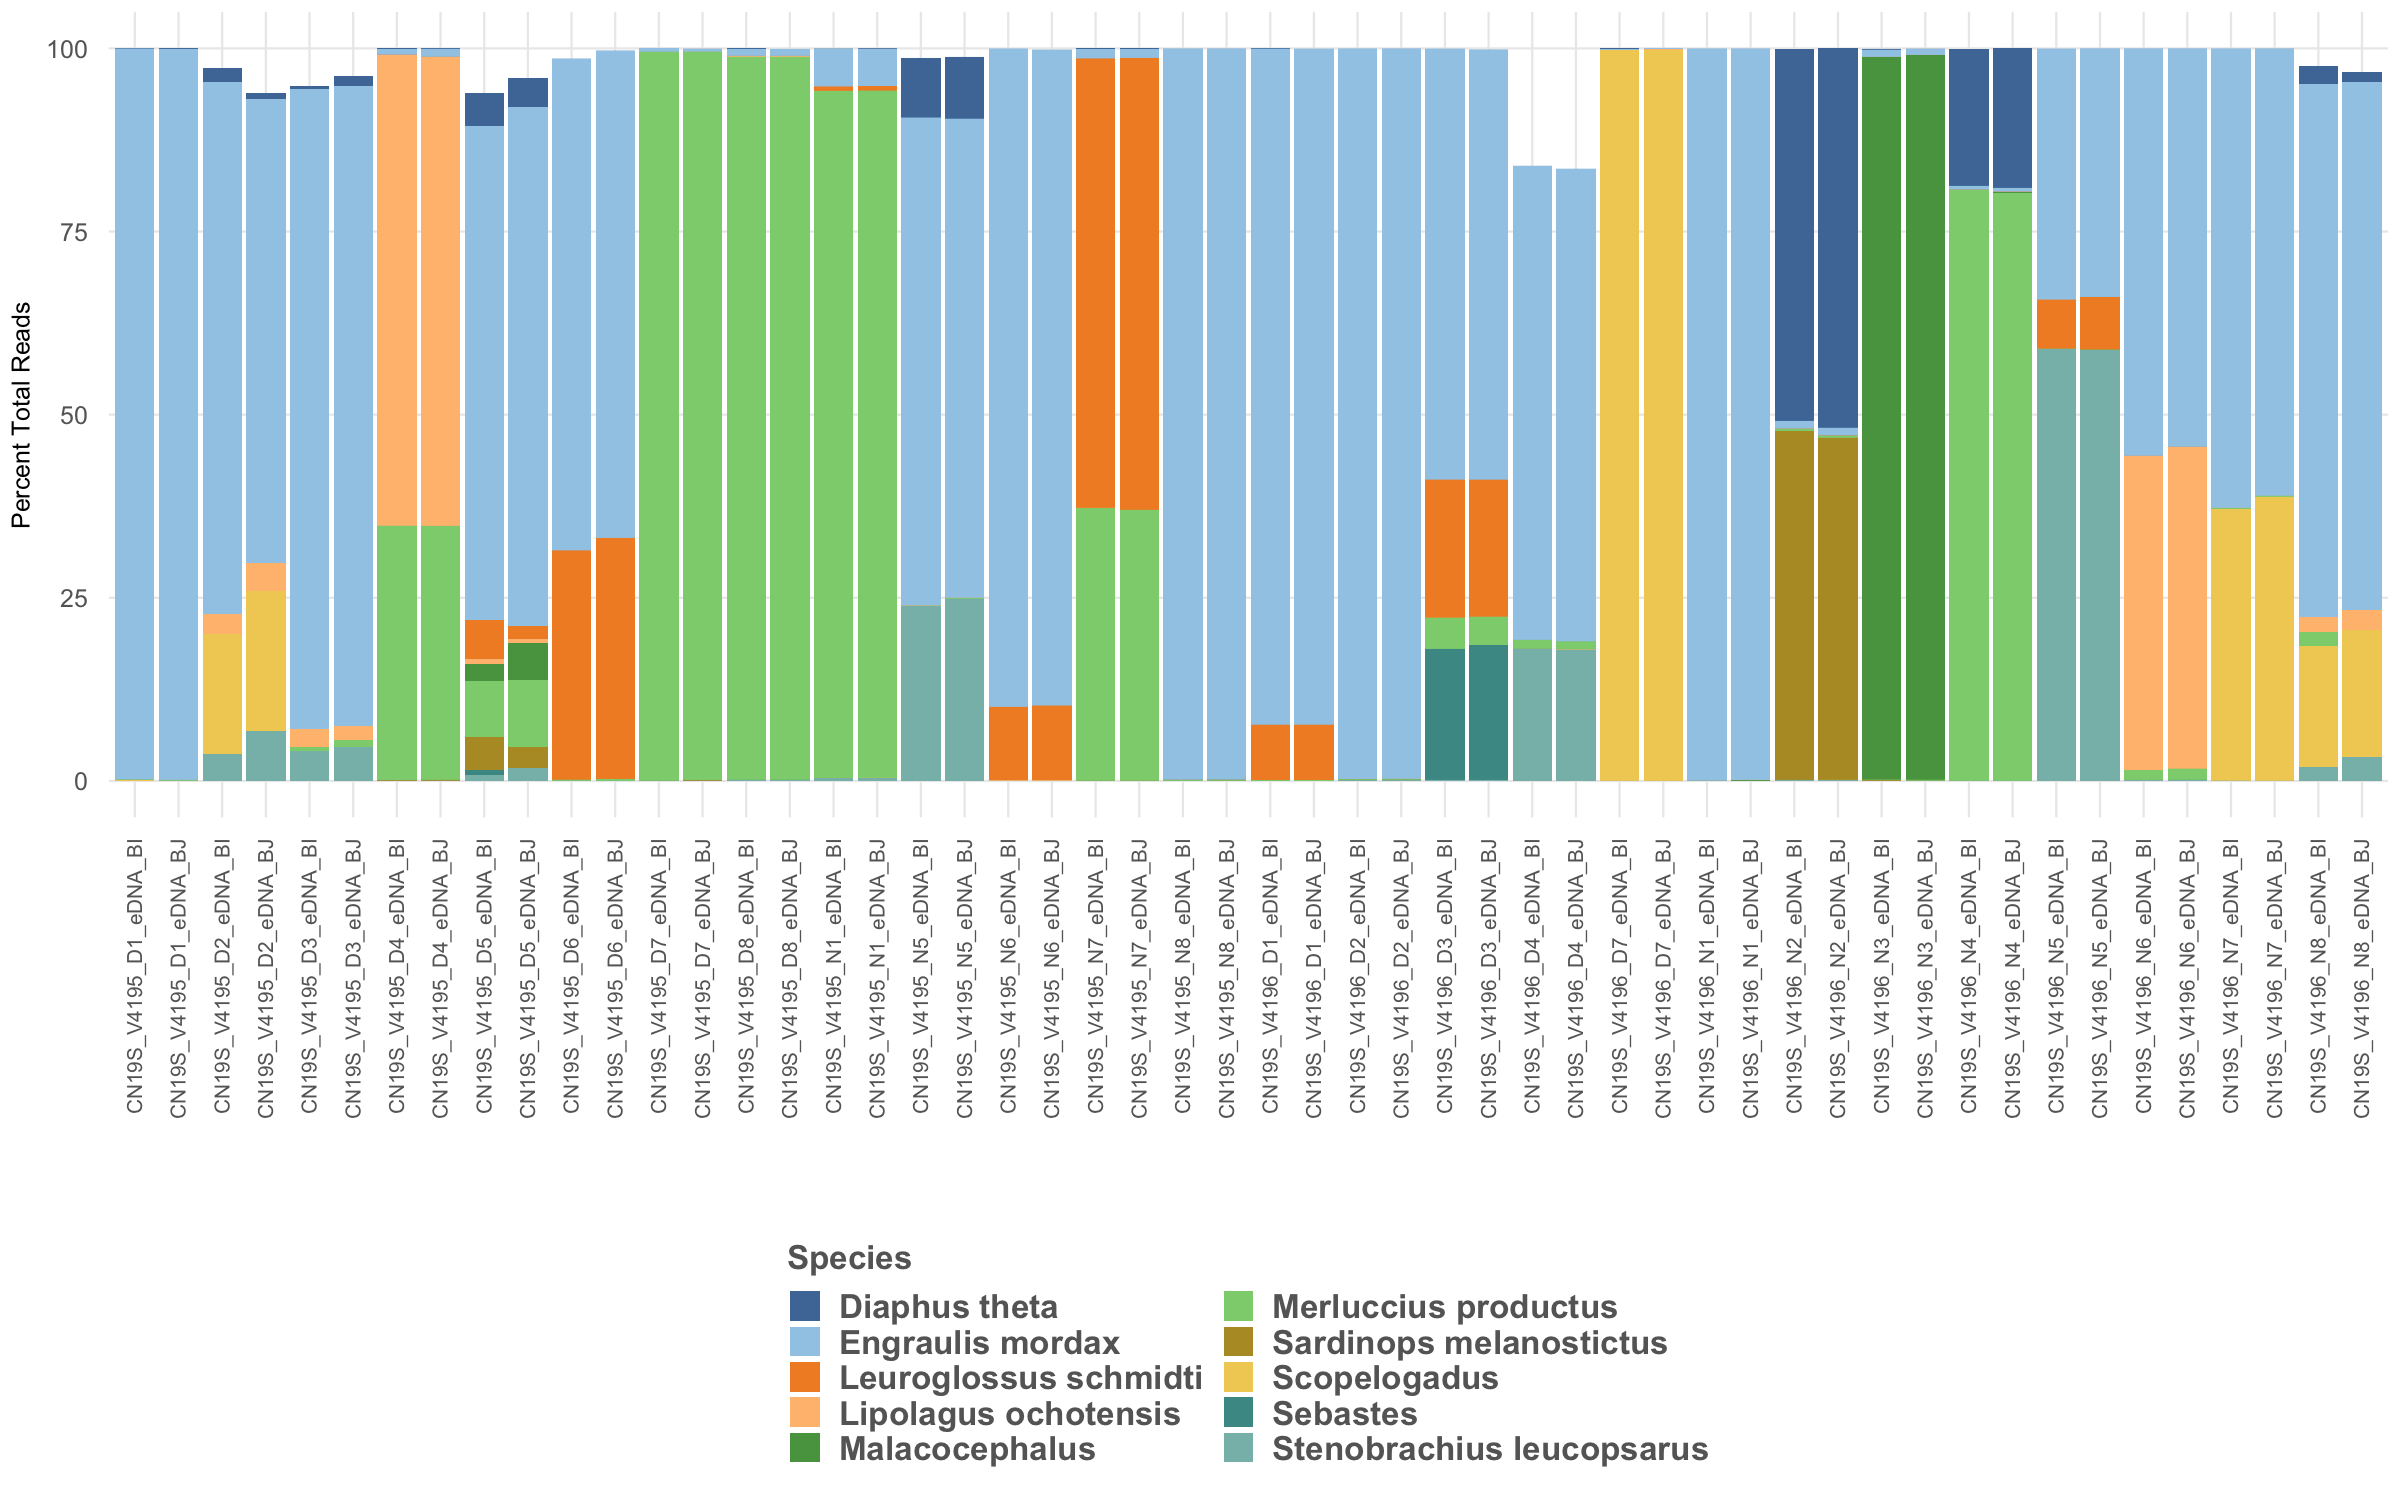 Percent Total Reads
100
75
50
25
0
CN19S_V4195_D1_eDNA_BI
CN19S_V4195_D1_eDNA_BJ
CN19S_V4195_D2_eDNA_BI
CN19S_V4195_D2_eDNA_BJ
CN19S_V4195_D3_eDNA_BI
CN19S_V4195_D3_eDNA_BJ
CN19S_V4195_D4_eDNA_BI
CN19S_V4195_D4_eDNA_BJ
CN19S_V4195_D5_eDNA_BI
CN19S_V4195_D5_eDNA_BJ
CN19S_V4195_D6_eDNA_BI
CN19S_V4195_D6_eDNA_BJ
CN19S_V4195_D7_eDNA_BI
CN19S_V4195_D7_eDNA_BJ
CN19S_V4195_D8_eDNA_BI
CN19S_V4195_D8_eDNA_BJ
CN19S_V4195_N1_eDNA_BI
CN19S_V4195_N1_eDNA_BJ
CN19S_V4195_N5_eDNA_BI
CN19S_V4195_N5_eDNA_BJ
CN19S_V4195_N6_eDNA_BI
CN19S_V4195_N6_eDNA_BJ
CN19S_V4195_N7_eDNA_BI
CN19S_V4195_N7_eDNA_BJ
CN19S_V4195_N8_eDNA_BI
CN19S_V4195_N8_eDNA_BJ
CN19S_V4196_D1_eDNA_BI
CN19S_V4196_D1_eDNA_BJ
CN19S_V4196_D2_eDNA_BI
CN19S_V4196_D2_eDNA_BJ
CN19S_V4196_D3_eDNA_BI
CN19S_V4196_D3_eDNA_BJ
CN19S_V4196_D4_eDNA_BI
CN19S_V4196_D4_eDNA_BJ
CN19S_V4196_D7_eDNA_BI
CN19S_V4196_D7_eDNA_BJ
CN19S_V4196_N1_eDNA_BI
CN19S_V4196_N1_eDNA_BJ
CN19S_V4196_N2_eDNA_BI
CN19S_V4196_N2_eDNA_BJ
CN19S_V4196_N3_eDNA_BI
CN19S_V4196_N3_eDNA_BJ
CN19S_V4196_N4_eDNA_BI
CN19S_V4196_N4_eDNA_BJ
CN19S_V4196_N5_eDNA_BI
CN19S_V4196_N5_eDNA_BJ
CN19S_V4196_N6_eDNA_BI
CN19S_V4196_N6_eDNA_BJ
CN19S_V4196_N7_eDNA_BI
CN19S_V4196_N7_eDNA_BJ
CN19S_V4196_N8_eDNA_BI
CN19S_V4196_N8_eDNA_BJ
Species
Diaphus theta
Engraulis mordax
Leuroglossus schmidti
Lipolagus ochotensis
Malacocephalus
Merluccius productus
Sardinops melanostictus
Scopelogadus
Sebastes
Stenobrachius leucopsarus